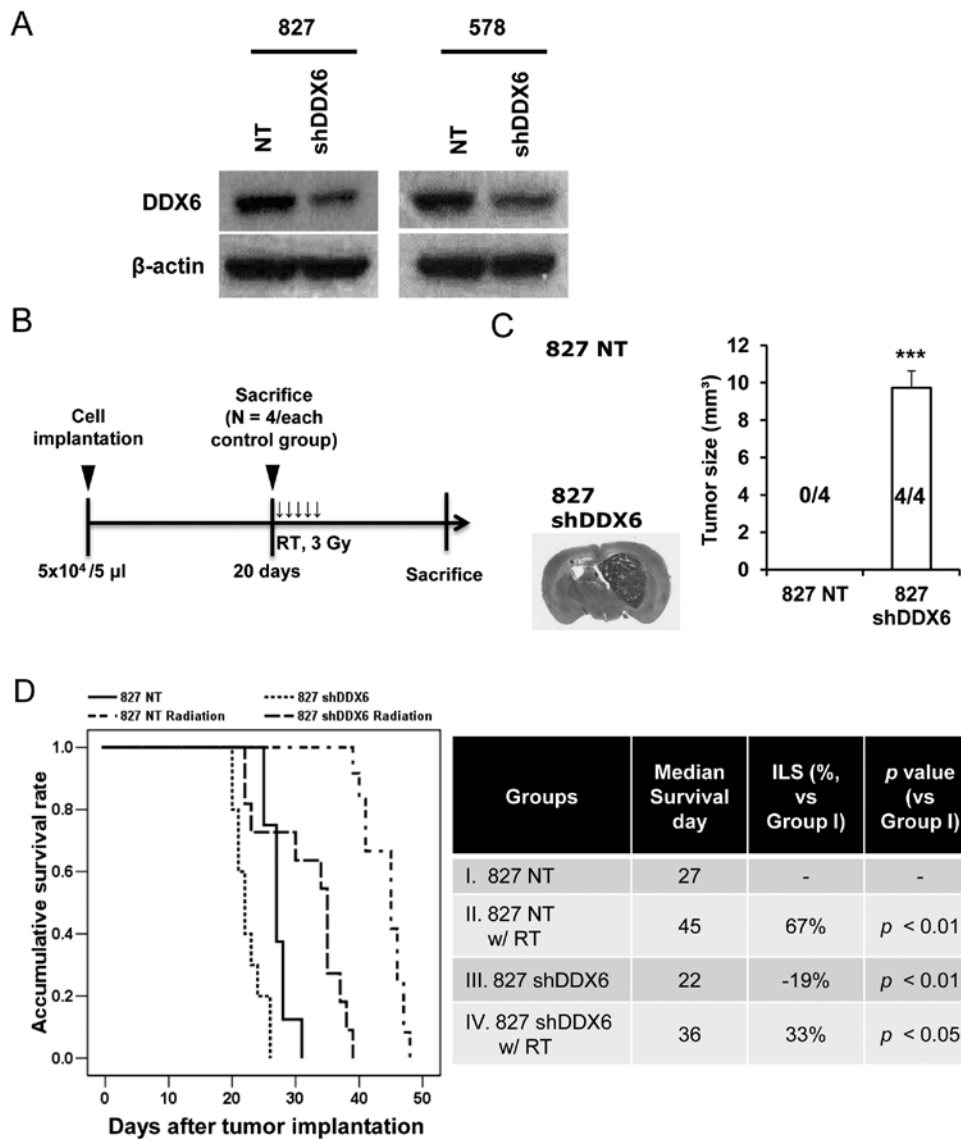 A
827
578
NT
shDDX6
NT
shDDX6
DDX6
β-actin
B
Cell
implantation
Sacrifice
(N = 4/each
control group)
↓↓↓↓↓
RT, 3 Gy
5x10⁴/5 µl
20 days
Sacrifice
C
827 NT
827
shDDX6
Tumor size (mm³)
12
10
8
6
4
2
0
0/4
4/4
***
827 NT
827
shDDX6
D
827 NT
827 shDDX6
827 NT Radiation
827 shDDX6 Radiation
Accumulative survival rate
1.0
0.8
0.6
0.4
0.2
0.0
0
10
20
30
40
50
Days after tumor implantation
Groups
Median
Survival
day
ILS (%,
vs
Group I)
p value
(vs
Group I)
I. 827 NT
27
-
-
II. 827 NT
w/ RT
45
67%
p < 0.01
III. 827 shDDX6
22
-19%
p < 0.01
IV. 827 shDDX6
w/ RT
36
33%
p < 0.05